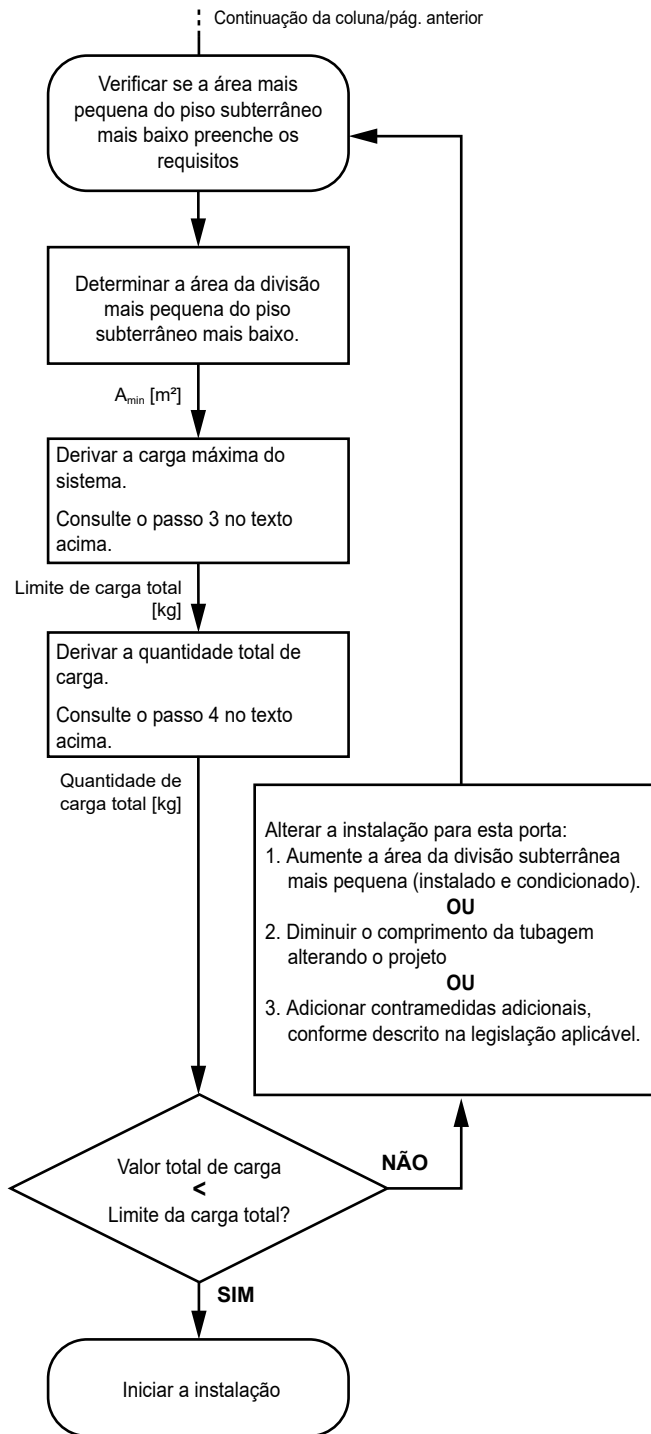 Continuação da coluna/pág. anterior
Verificar se a área mais
pequena do piso subterrâneo
mais baixo preenche os
requisitos
Determinar a área da divisão
mais pequena do piso
subterrâneo mais baixo.
Amin [m²]
Derivar a carga máxima do
sistema.
Consulte o passo 3 no texto
acima.
Limite de carga total
[kg]
Derivar a quantidade total de
carga.
Consulte o passo 4 no texto
acima.
Quantidade de
carga total [kg]
Alterar a instalação para esta porta:
1. Aumente a área da divisão subterrânea
mais pequena (instalado e condicionado).
OU
2. Diminuir o comprimento da tubagem
alterando o projeto
OU
3. Adicionar contramedidas adicionais,
conforme descrito na legislação aplicável.
Valor total de carga
<
Limite da carga total?
NÃO
SIM
Iniciar a instalação